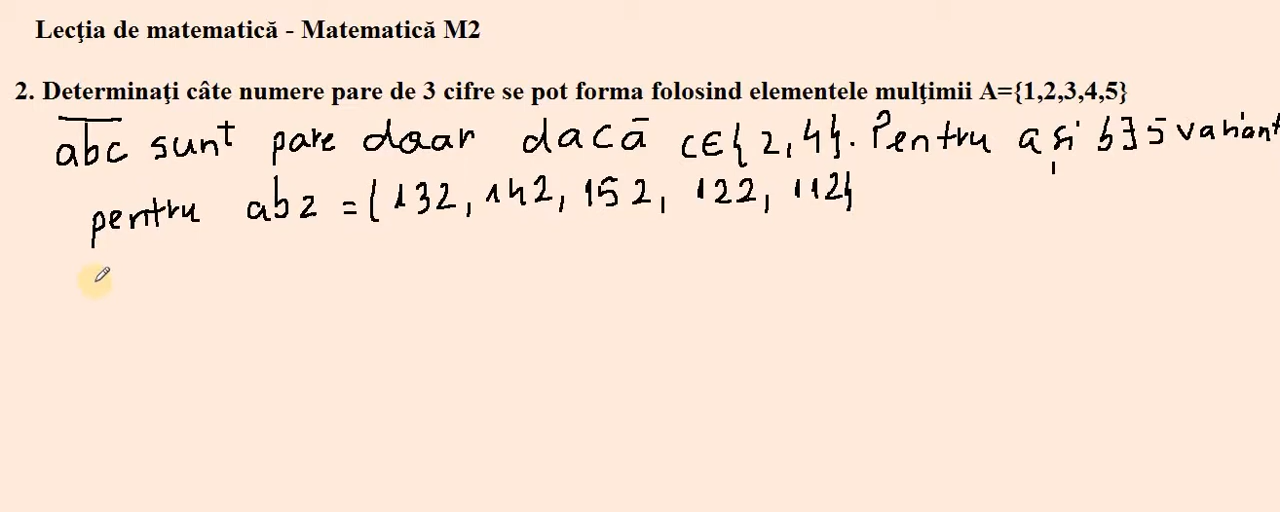 Lecţia de matematică - Matematică M2
2. Determinaţi câte numere pare de 3 cifre se pot forma folosind elementele mulţimii A={1,2,3,4,5}
abc sunt pare doar dacă c∈{2,4}. Pentru a și b ∃ 5 variant
pentru ab2 = {132, 142, 152, 122, 112}